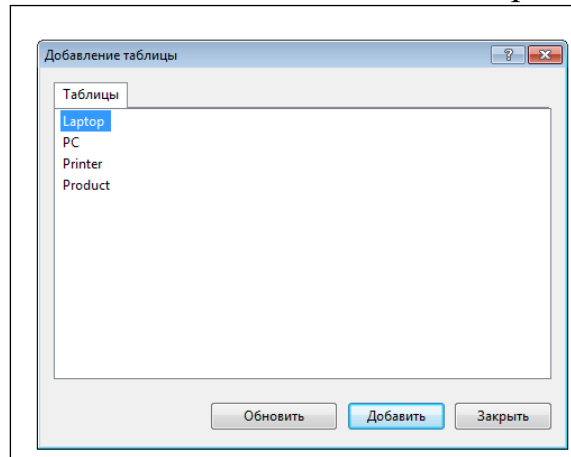 Добавление таблицы
Таблицы
Laptop
PC
Printer
Product
Обновить Добавить Закрыть